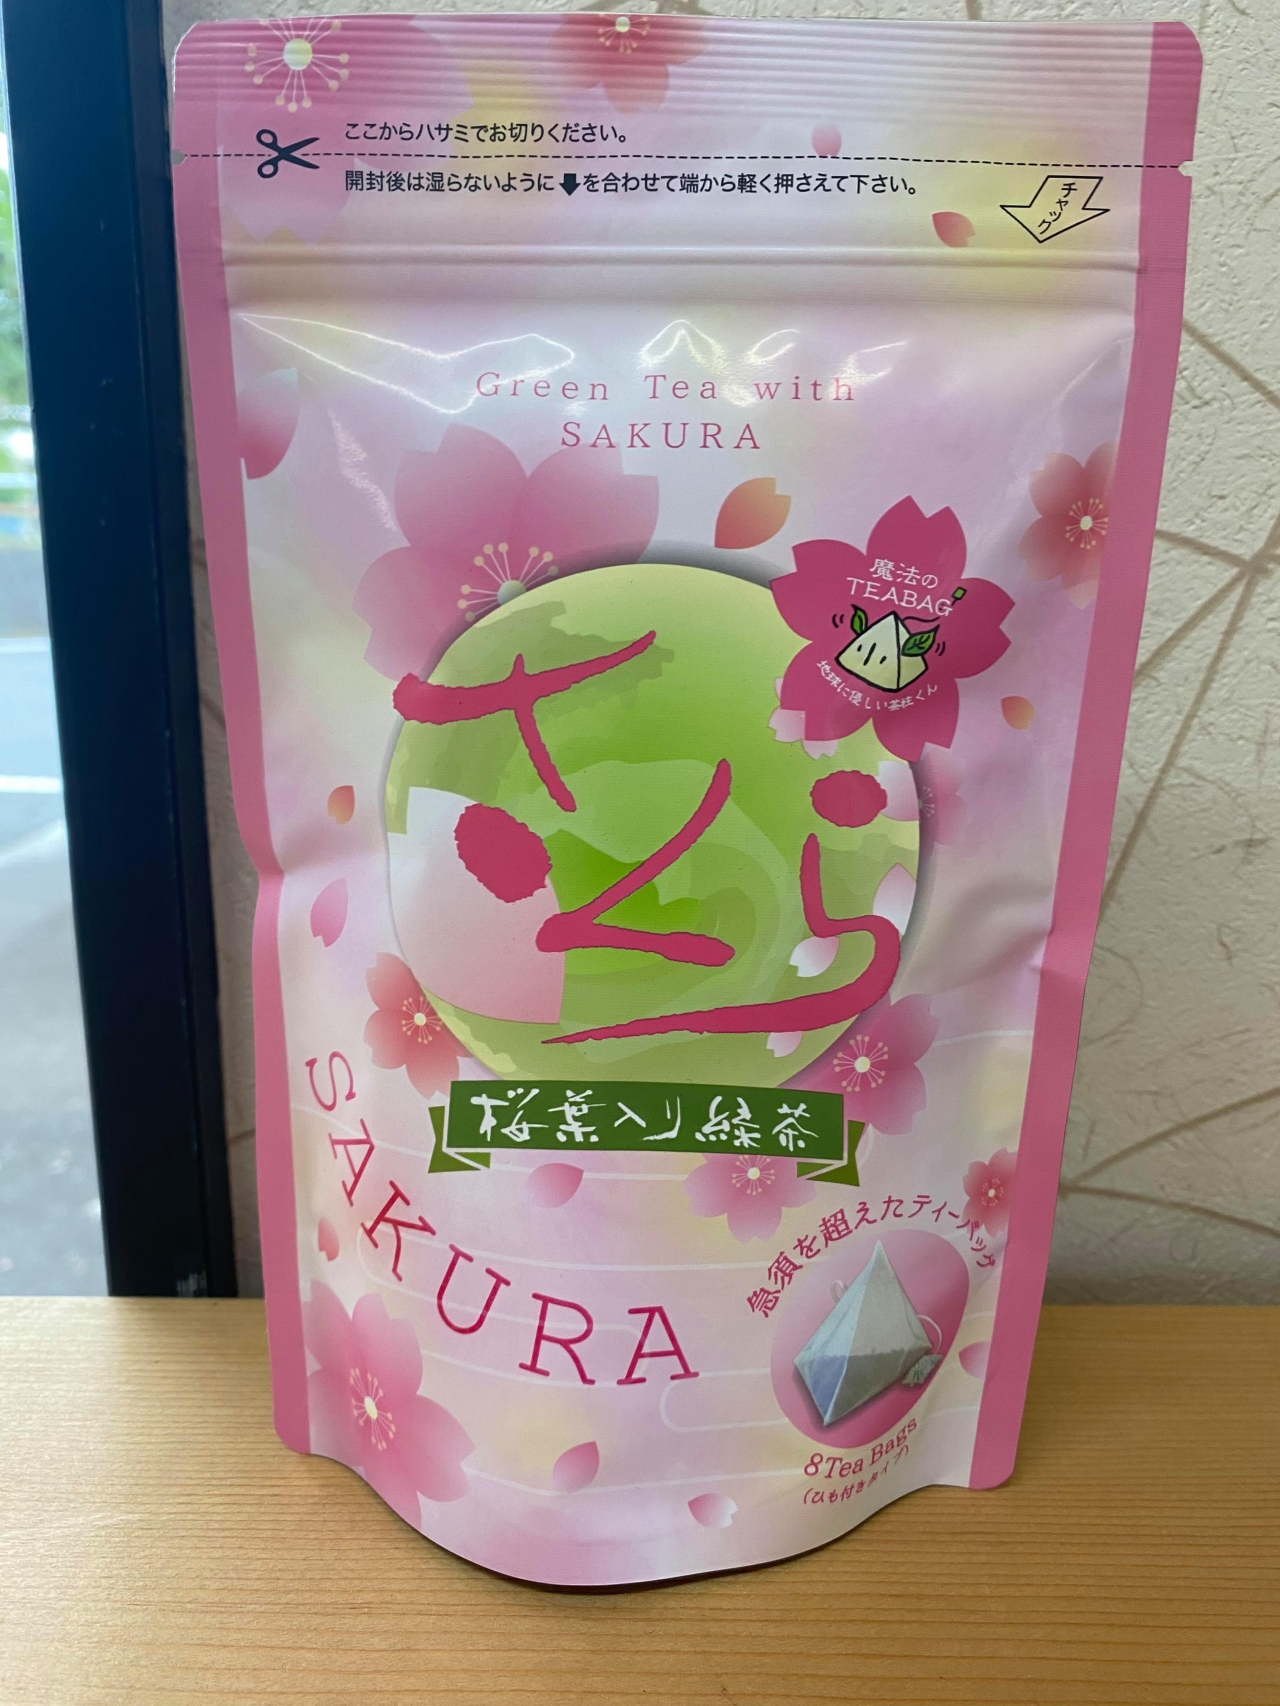 ここからハサミでお切りください。
開封後は湿らないように⬇を合わせて端から軽く押さえて下さい。
チャック
Green Tea with
SAKURA
魔法の
TEABAG
地球に優しい茶柱くん
さくら
桜葉入り緑茶
SAKURA
急須を超えたティーバッグ
8 Tea Bags
(ひも付きタイプ)